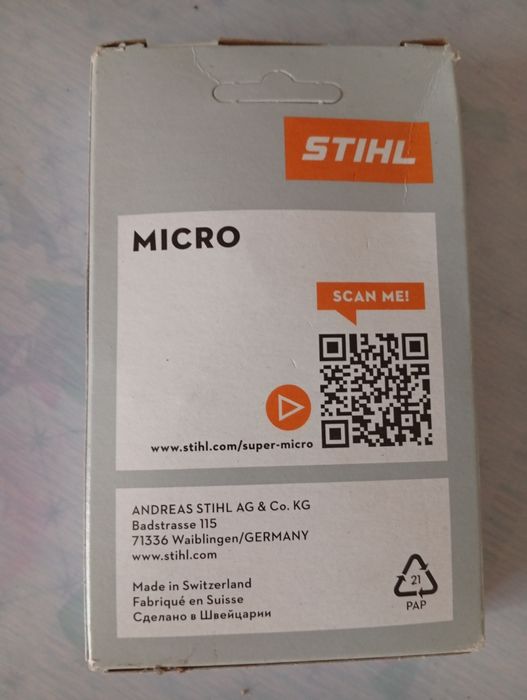 STIHL
MICRO
SCAN ME!
www.stihl.com/super-micro
ANDREAS STIHL AG & Co. KG
Badstrasse 115
71336 Waiblingen/GERMANY
www.stihl.com
Made in Switzerland
Fabriqué en Suisse
Сделано в Швейцарии
21
PAP